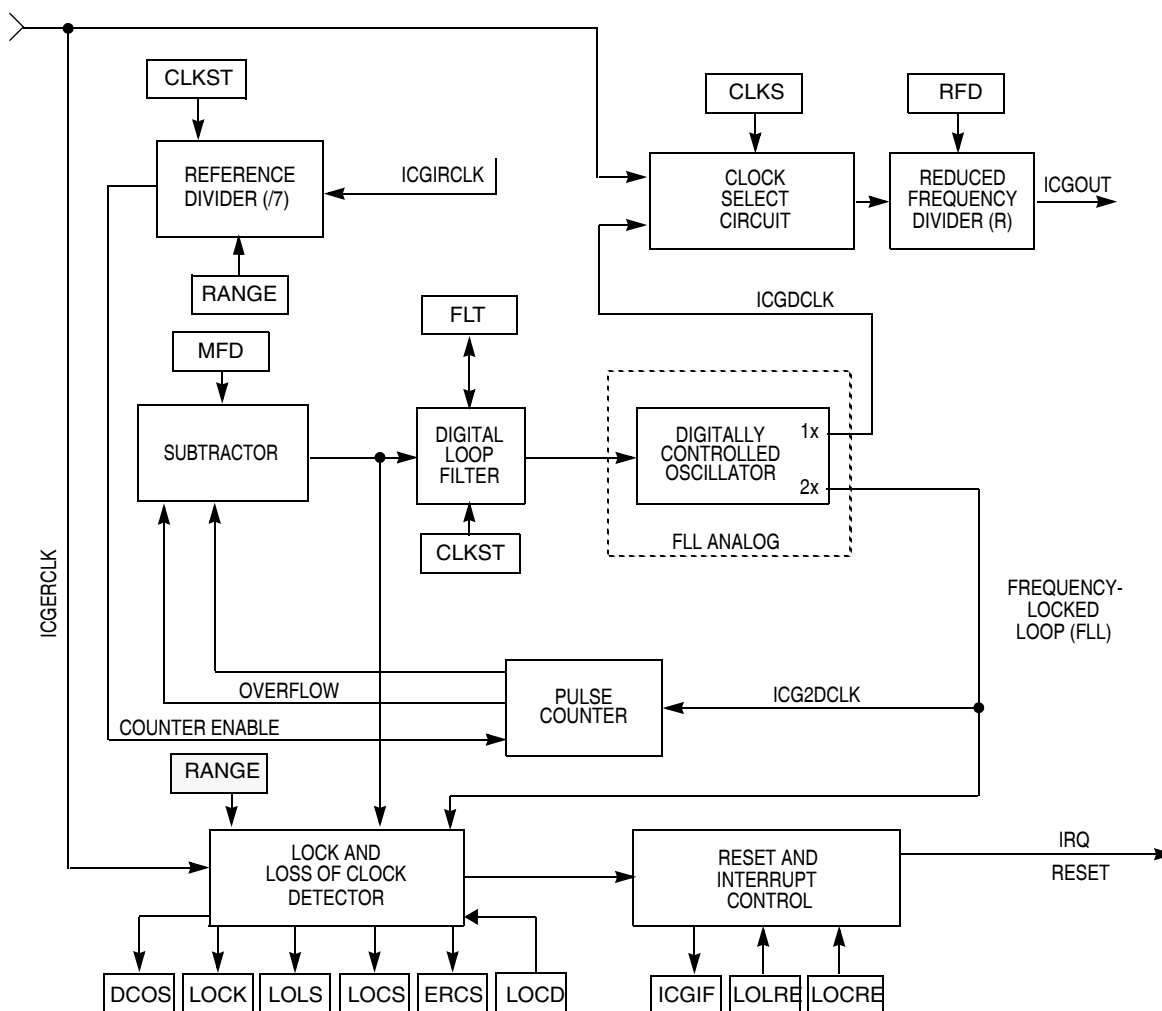 CLKST
CLKS
RFD
REFERENCE
DIVIDER (/7)
ICGIRCLK
CLOCK
SELECT
CIRCUIT
REDUCED
FREQUENCY
DIVIDER (R)
ICGOUT
RANGE
FLT
ICGDCLK
MFD
SUBTRACTOR
DIGITAL
LOOP
FILTER
DIGITALLY
CONTROLLED
OSCILLATOR
1x
2x
CLKST
FLL ANALOG
ICGERCLK
FREQUENCY-
LOCKED
LOOP (FLL)
OVERFLOW
PULSE
COUNTER
ICG2DCLK
COUNTER ENABLE
RANGE
LOCK AND
LOSS OF CLOCK
DETECTOR
RESET AND
INTERRUPT
CONTROL
IRQ
RESET
DCOS
LOCK
LOLS
LOCS
ERCS
LOCD
ICGIF
LOLRE
LOCRE